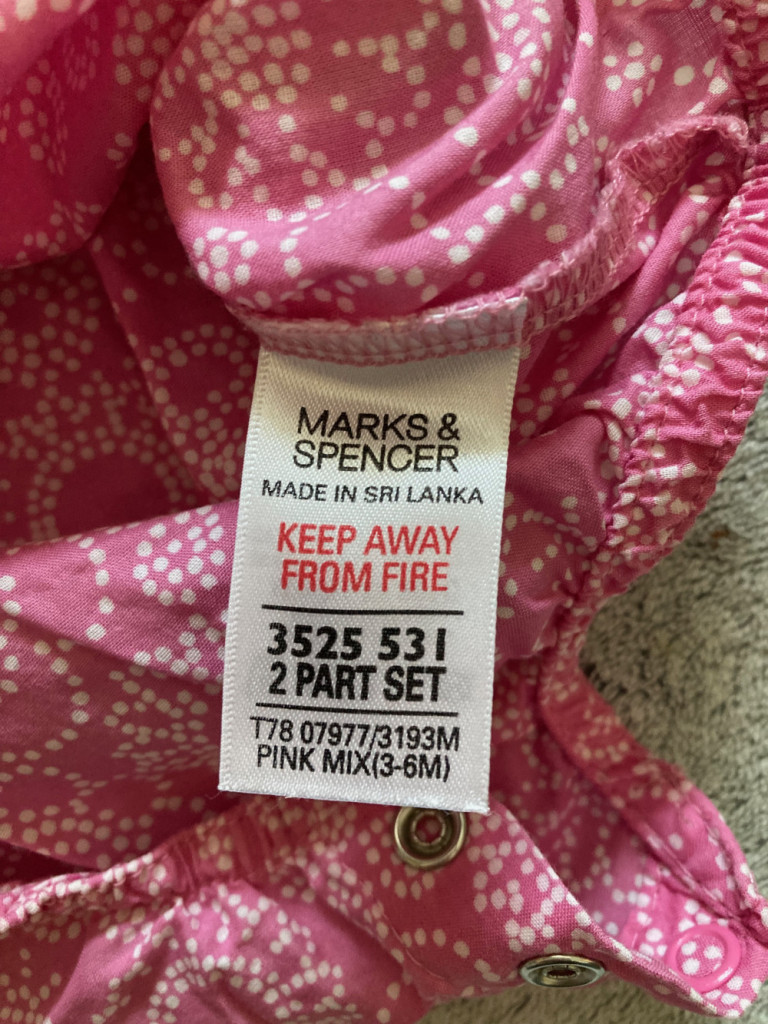 MARKS &
SPENCER
MADE IN SRI LANKA
KEEP AWAY
FROM FIRE
3525 531
2 PART SET
T78 07977/3193M
PINK MIX(3-6M)